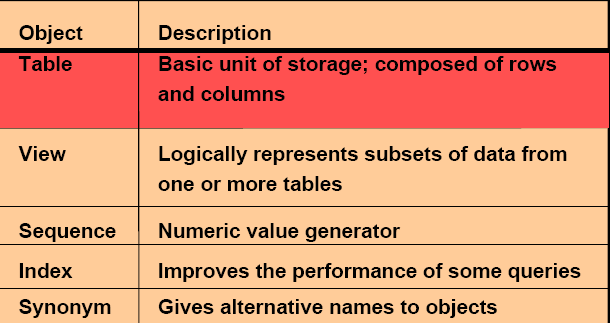 Object Description
Table Basic unit of storage; composed of rows
and columns
View Logically represents subsets of data from
one or more tables
Sequence Numeric value generator
Index Improves the performance of some queries
Synonym Gives alternative names to objects